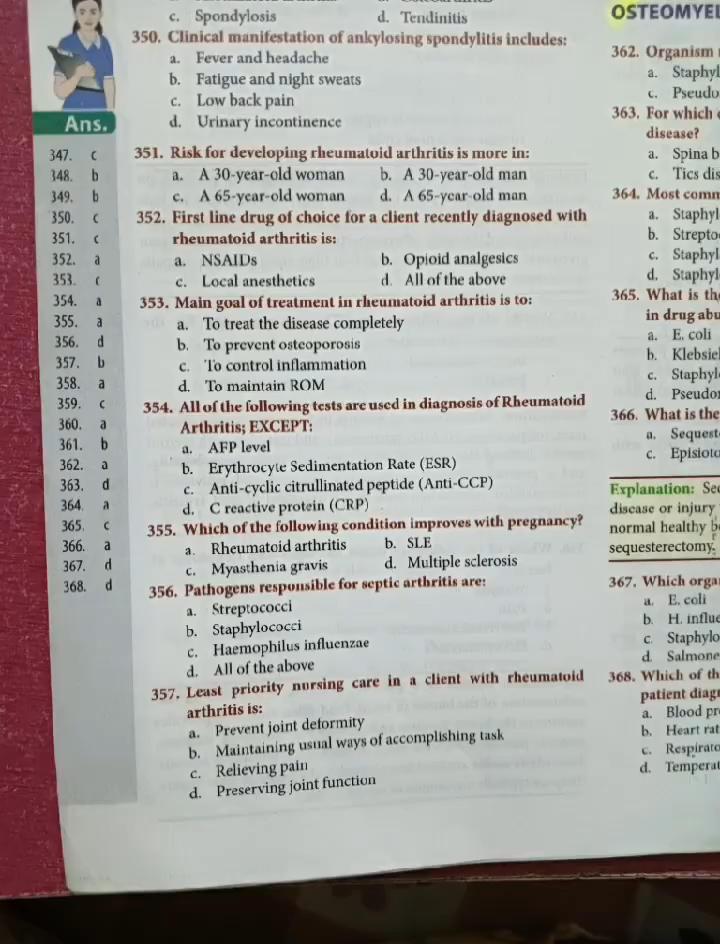 c. Spondylosis d. Tendinitis
350. Clinical manifestation of ankylosing spondylitis includes:
a. Fever and headache
b. Fatigue and night sweats
c. Low back pain
d. Urinary incontinence
351. Risk for developing rheumatoid arthritis is more in:
a. A 30-year-old woman b. A 30-year-old man
c. A 65-year-old woman d. A 65-year-old man
352. First line drug of choice for a client recently diagnosed with
rheumatoid arthritis is:
a. NSAIDs b. Opioid analgesics
c. Local anesthetics d. All of the above
353. Main goal of treatment in rheumatoid arthritis is to:
a. To treat the disease completely
b. To prevent osteoporosis
c. To control inflammation
d. To maintain ROM
354. All of the following tests are used in diagnosis of Rheumatoid
Arthritis; EXCEPT:
a. AFP level
b. Erythrocyte Sedimentation Rate (ESR)
c. Anti-cyclic citrullinated peptide (Anti-CCP)
d. C reactive protein (CRP)
355. Which of the following condition improves with pregnancy?
a. Rheumatoid arthritis b. SLE
c. Myasthenia gravis d. Multiple sclerosis
356. Pathogens responsible for septic arthritis are:
a. Streptococci
b. Staphylococci
c. Haemophilus influenzae
d. All of the above
357. Least priority nursing care in a client with rheumatoid
arthritis is:
a. Prevent joint deformity
b. Maintaining usual ways of accomplishing task
c. Relieving pain
d. Preserving joint function
Ans.
347. c
348. b
349. b
350. c
351. c
352. a
353. c
354. a
355. a
356. d
357. b
358. a
359. c
360. a
361. b
362. a
363. d
364. a
365. c
366. a
367. d
368. d
OSTEOMYEL
362. Organism
a. Staphyl
c. Pseudo
363. For which
disease?
a. Spina b
c. Tics dis
364. Most comm
a. Staphyl
b. Strepto
c. Staphyl
d. Staphyl
365. What is the
in drug abu
a. E. coli
b. Klebsiel
c. Staphyl
d. Pseudo
366. What is the
a. Sequest
c. Episioto
Explanation: Sec
disease or injury
normal healthy b
sequesterectomy.
367. Which orga
a. E. coli
b. H. influe
c. Staphylo
d. Salmone
368. Which of th
patient diag
a. Blood pr
b. Heart rat
c. Respirato
d. Temperat